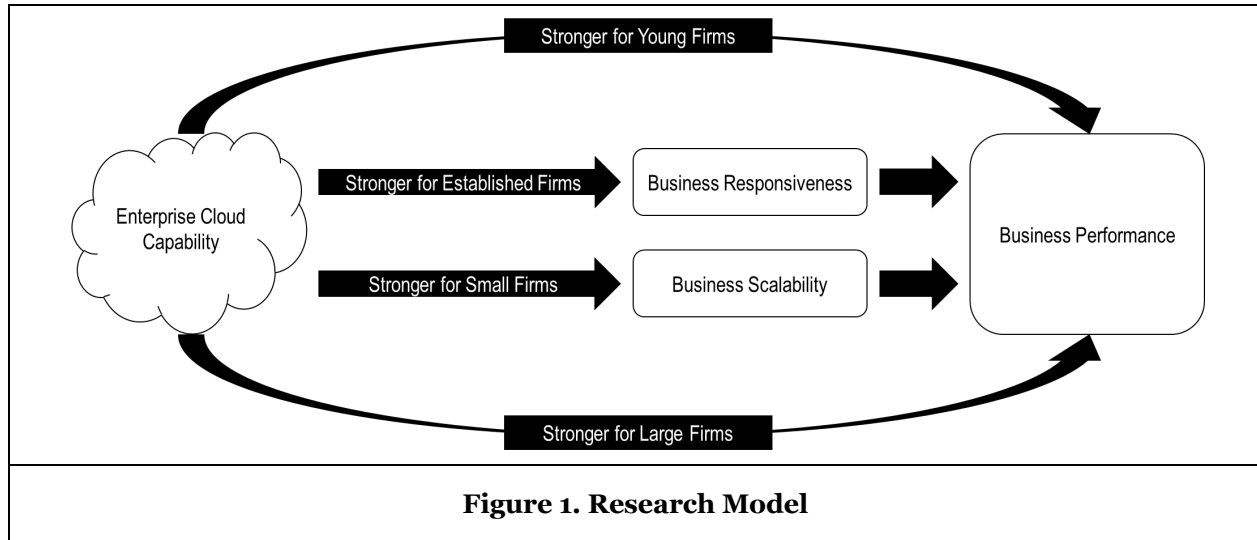 Stronger for Young Firms
Enterprise Cloud
Capability
Stronger for Established Firms
Business Responsiveness
Stronger for Small Firms
Business Scalability
Business Performance
Stronger for Large Firms
Figure 1. Research Model